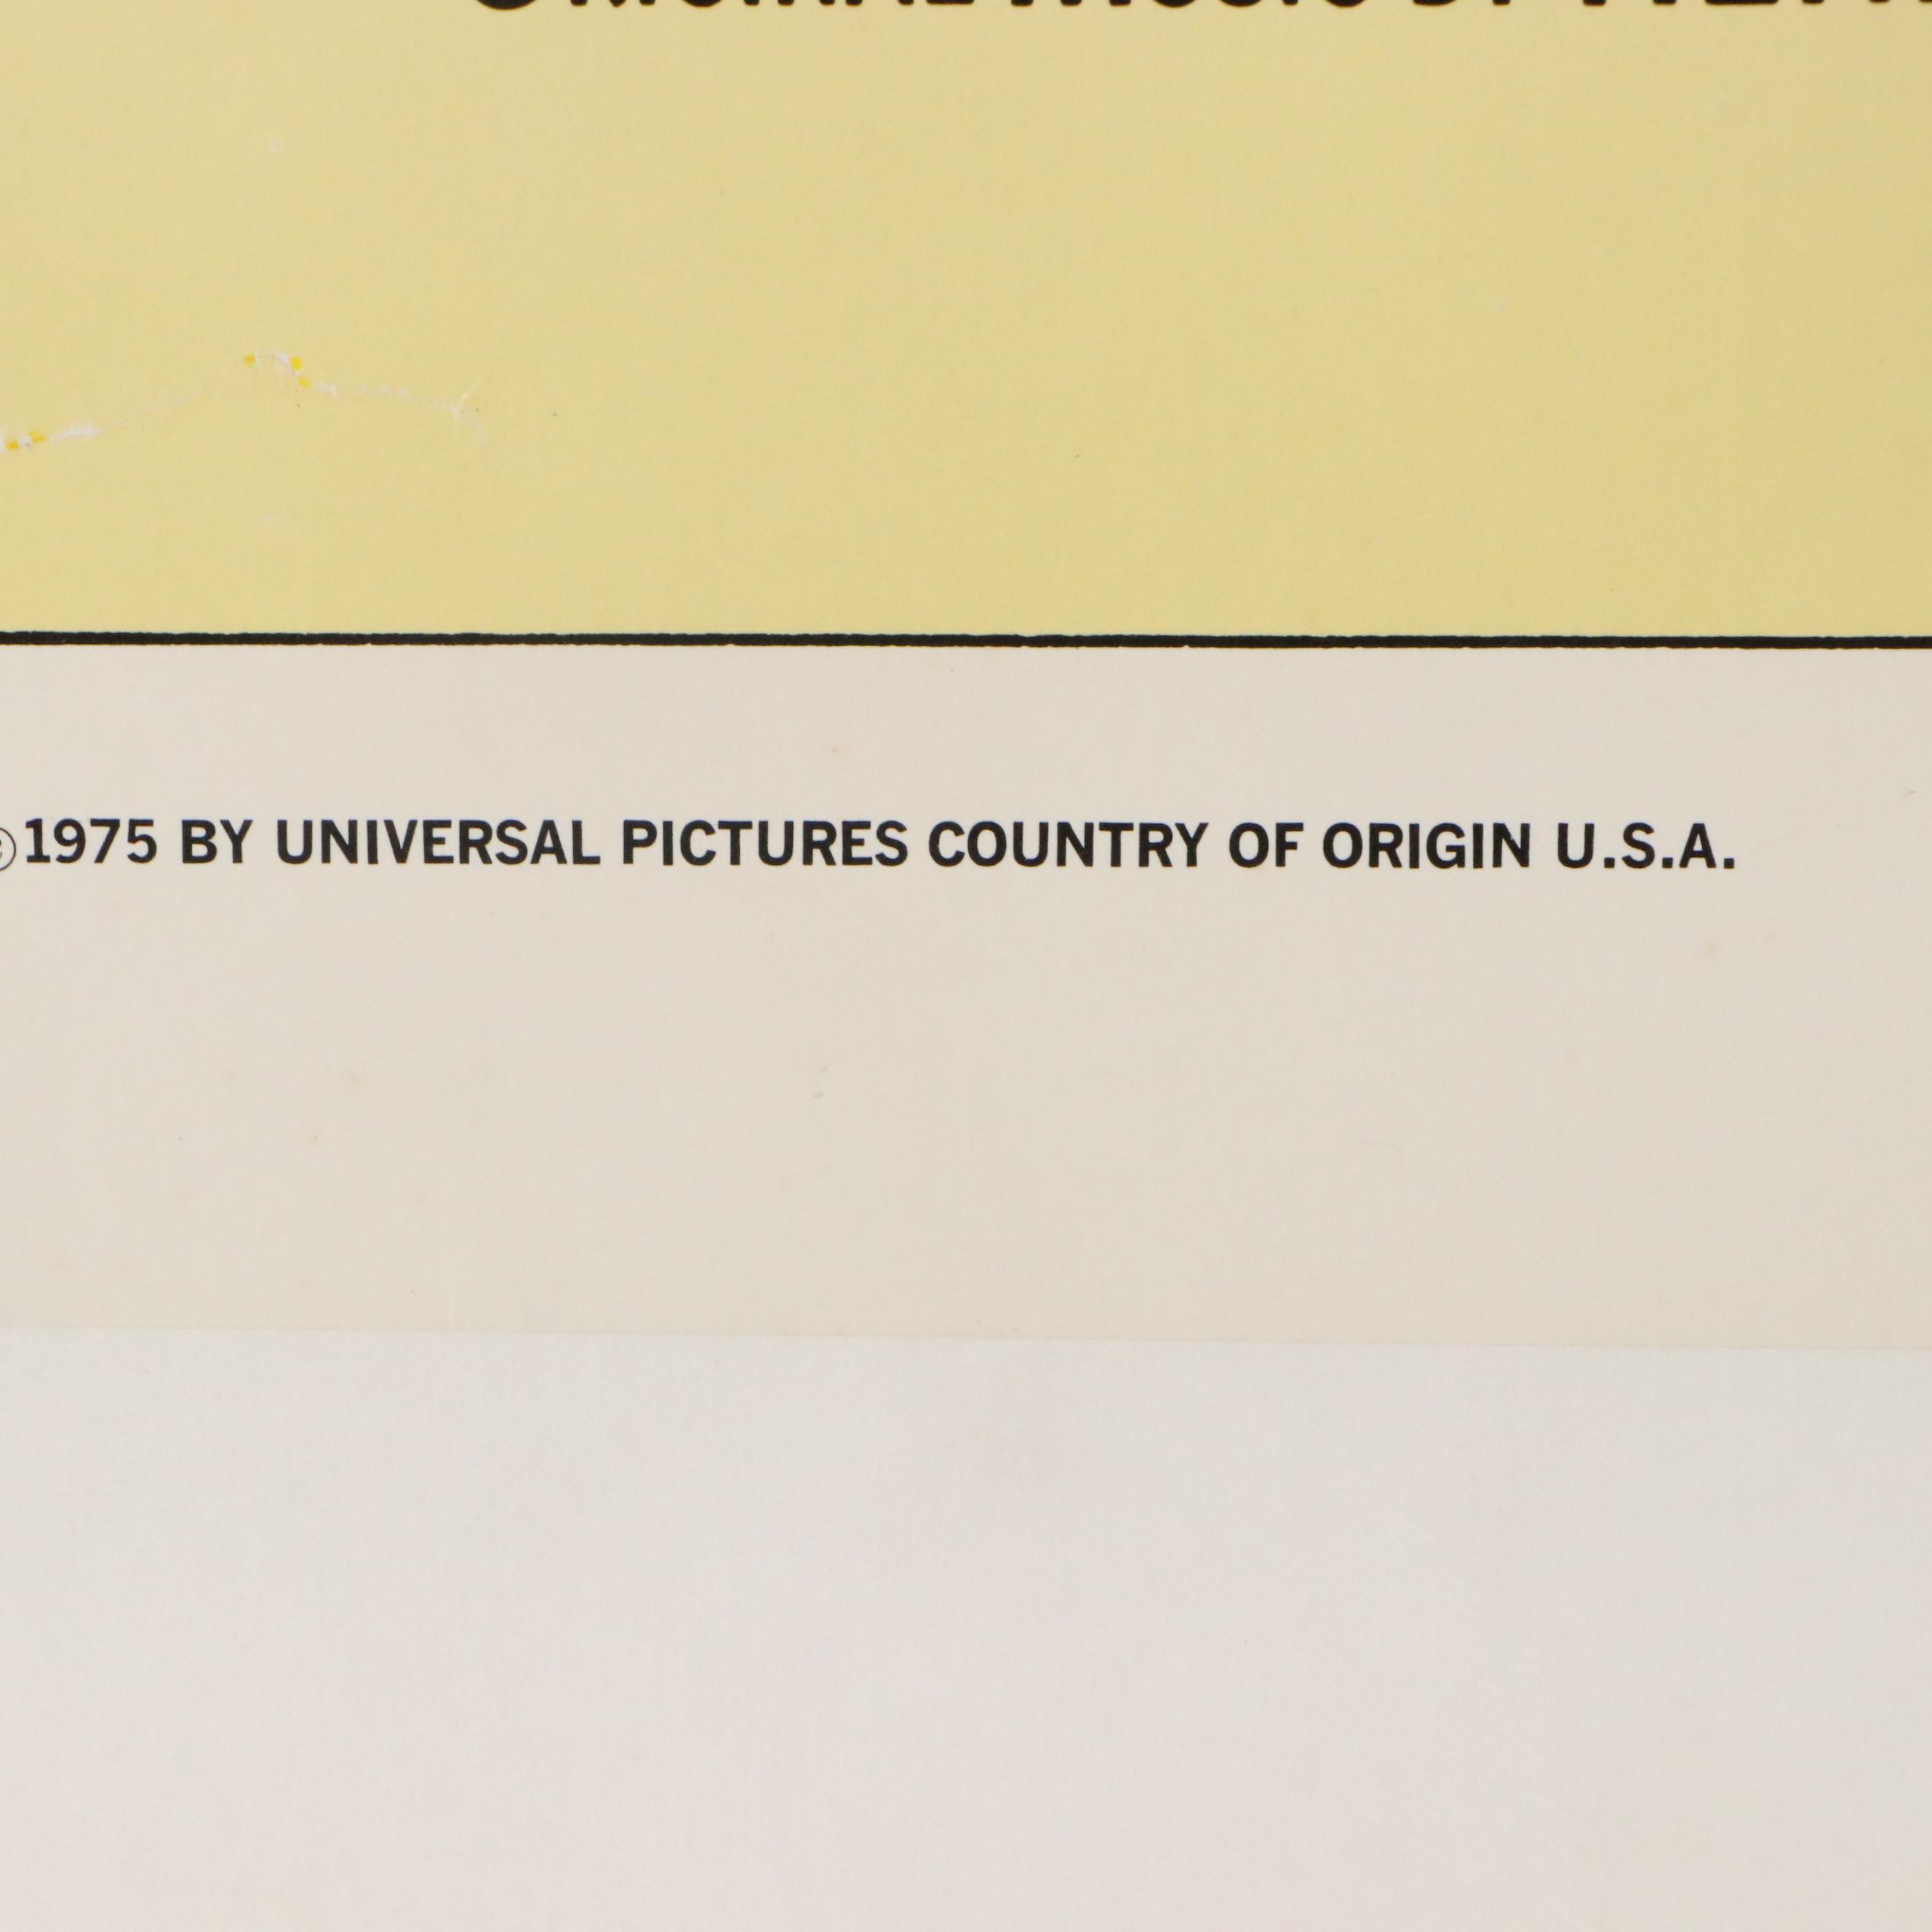 ©1975 BY UNIVERSAL PICTURES COUNTRY OF ORIGIN U.S.A.